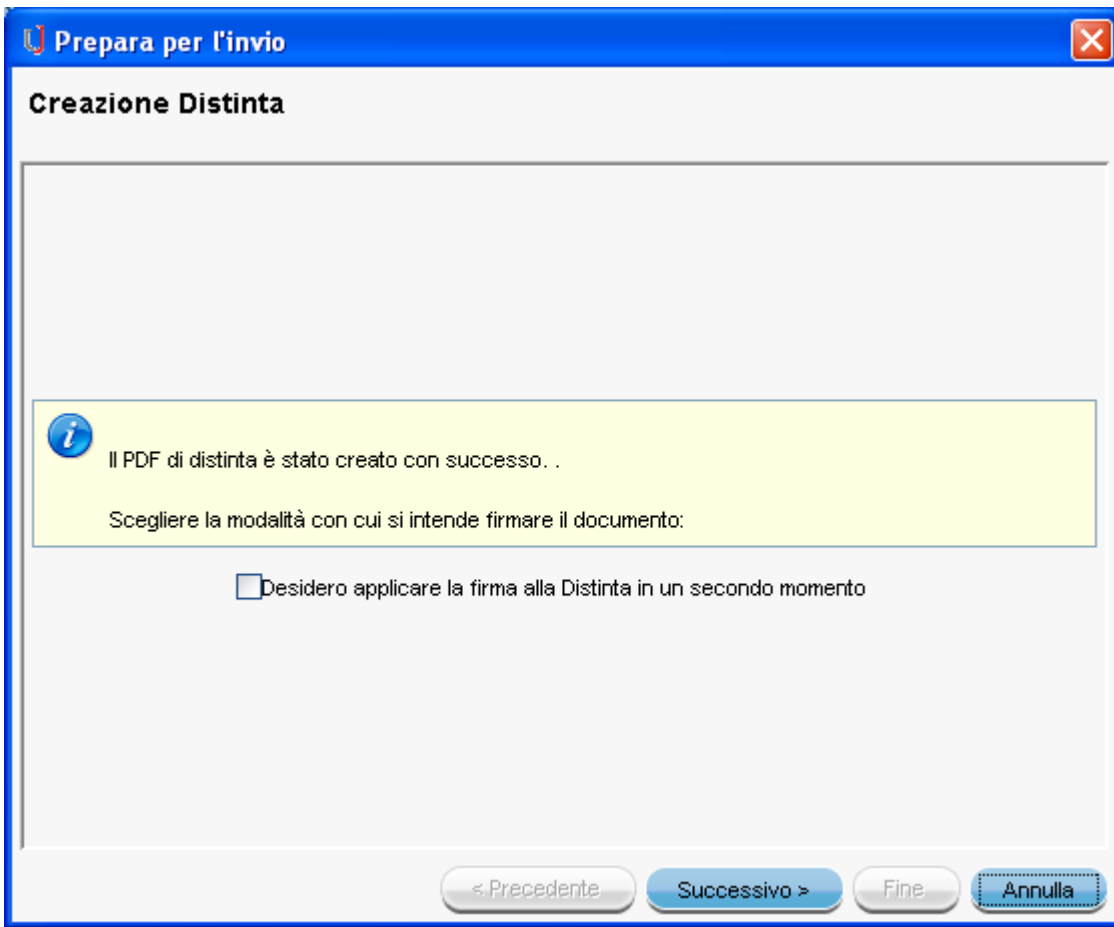 Prepara per l'invio
Creazione Distinta
Il PDF di distinta è stato creato con successo. .
Scegliere la modalità con cui si intende firmare il documento:
Desidero applicare la firma alla Distinta in un secondo momento
< Precedente Successivo > Fine Annulla